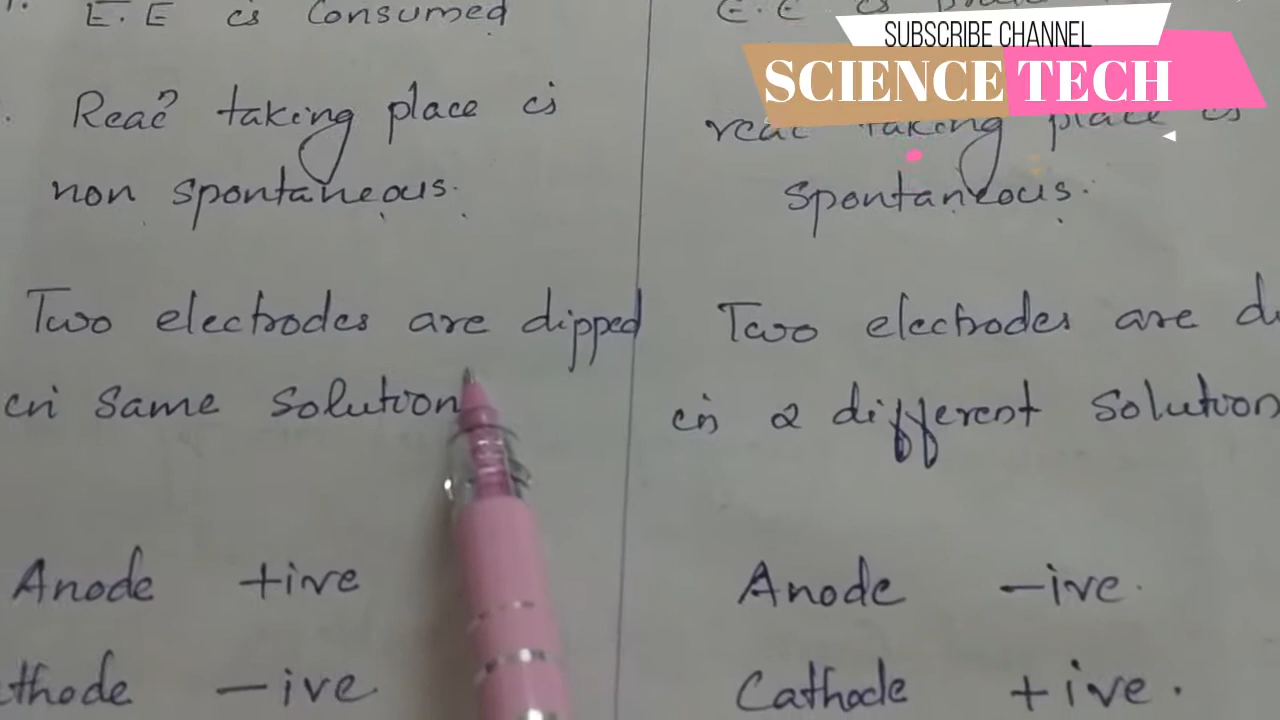 E.E is Consumed
Reacⁿ taking place is
non spontaneous.
Two electrodes are dipped
in same solution
Anode +ive
thode -ive
E.E is
reac taking place is
spontaneous.
Two electrodes are d
in 2 different solution
Anode -ive.
Cathode +ive.
SUBSCRIBE CHANNEL
SCIENCE TECH